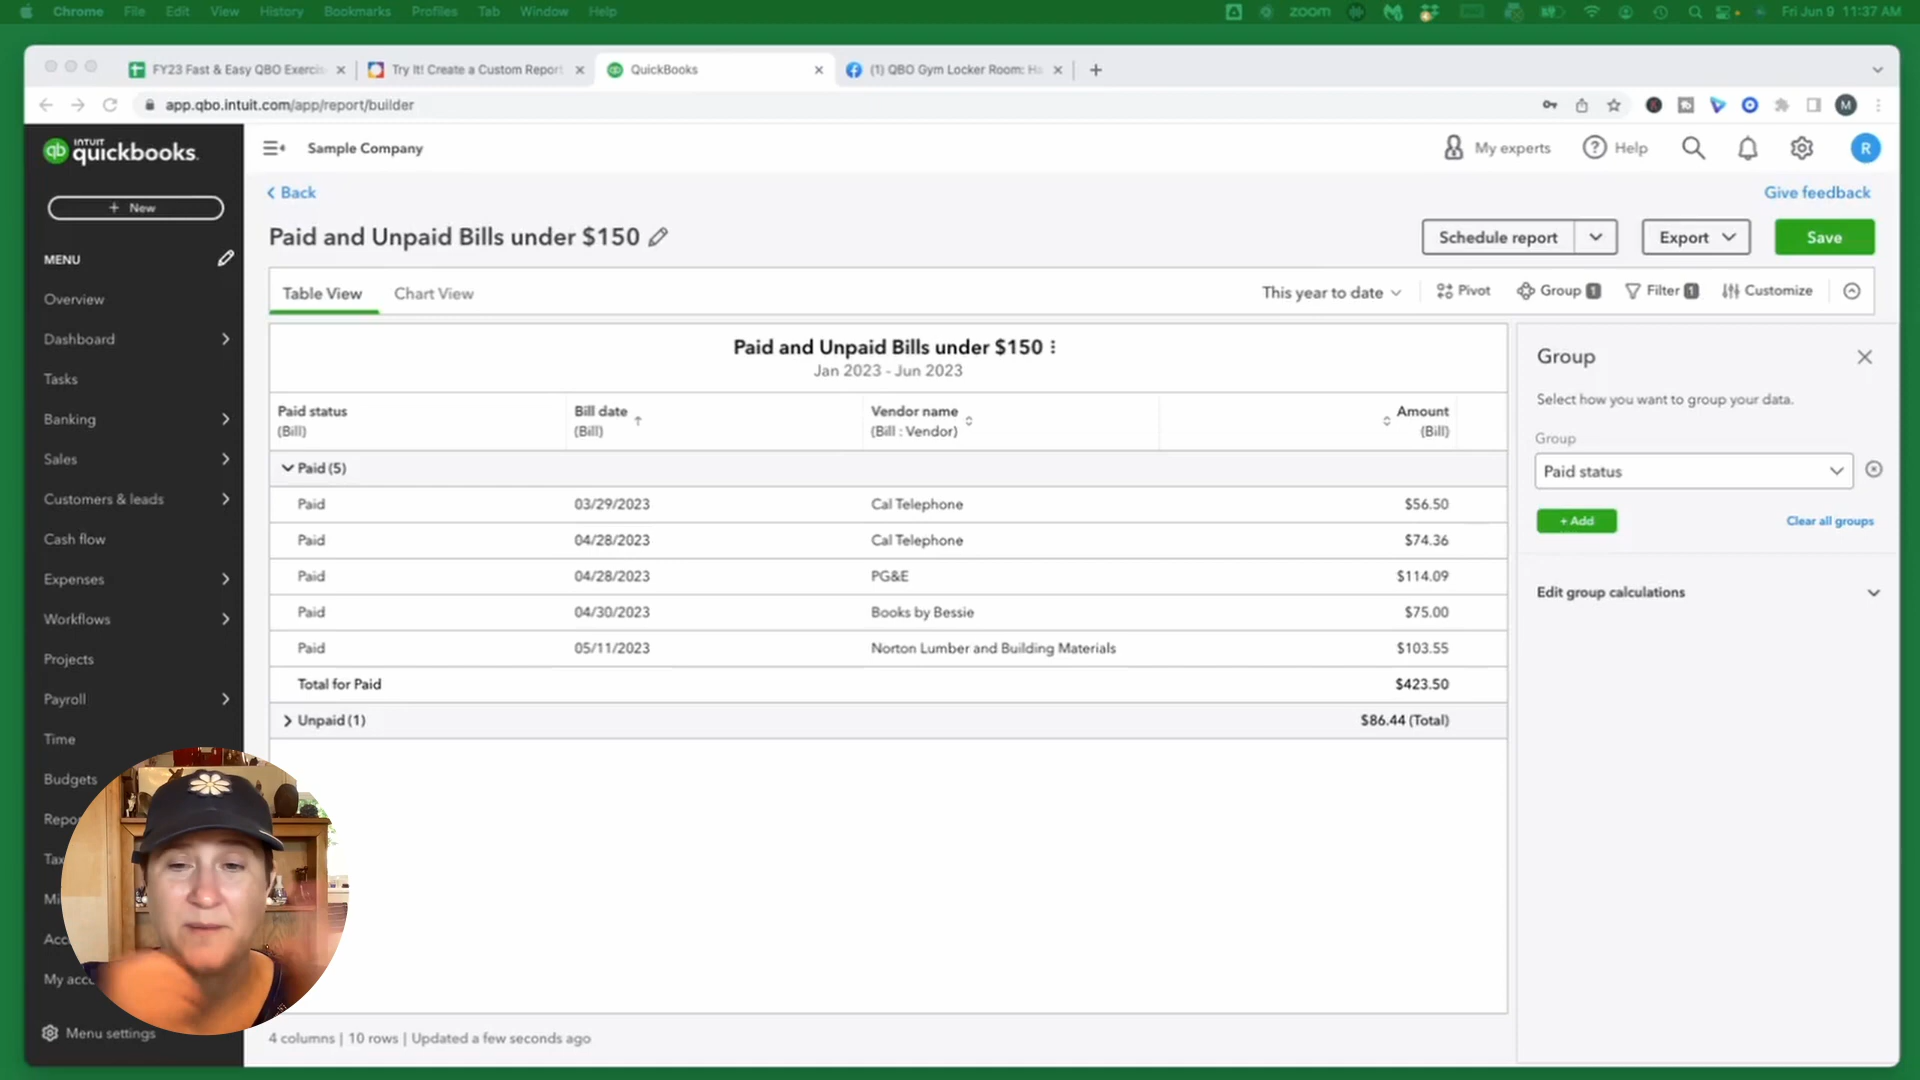 Chrome File Edit View History Bookmarks Profiles Tab Window Help
zoom
Fri Jun 9 11:37 AM
FY23 Fast & Easy QBO Exercis
Try It! Create a Custom Report
QuickBooks
(1) QBO Gym Locker Room: Ha
app.qbo.intuit.com/app/report/builder
M
qb INTUIT quickbooks.
Sample Company
My experts
Help
R
+ New
MENU
Overview
Dashboard
Tasks
Banking
Sales
Customers & leads
Cash flow
Expenses
Workflows
Projects
Payroll
Time
Budgets
Repo
Tax
Mi
Acc
My acc
Menu settings
Back
Give feedback
Paid and Unpaid Bills under $150
Schedule report
Export
Save
Table View
Chart View
This year to date
Pivot
Group 1
Filter 1
Customize
Paid and Unpaid Bills under $150
Jan 2023 - Jun 2023
Paid status (Bill)
Bill date (Bill)
Vendor name (Bill : Vendor)
Amount (Bill)
Paid (5)
Paid 03/29/2023 Cal Telephone $56.50
Paid 04/28/2023 Cal Telephone $74.36
Paid 04/28/2023 PG&E $114.09
Paid 04/30/2023 Books by Bessie $75.00
Paid 05/11/2023 Norton Lumber and Building Materials $103.55
Total for Paid $423.50
Unpaid (1) $86.44 (Total)
4 columns | 10 rows | Updated a few seconds ago
Group
Select how you want to group your data.
Group
Paid status
+ Add
Clear all groups
Edit group calculations